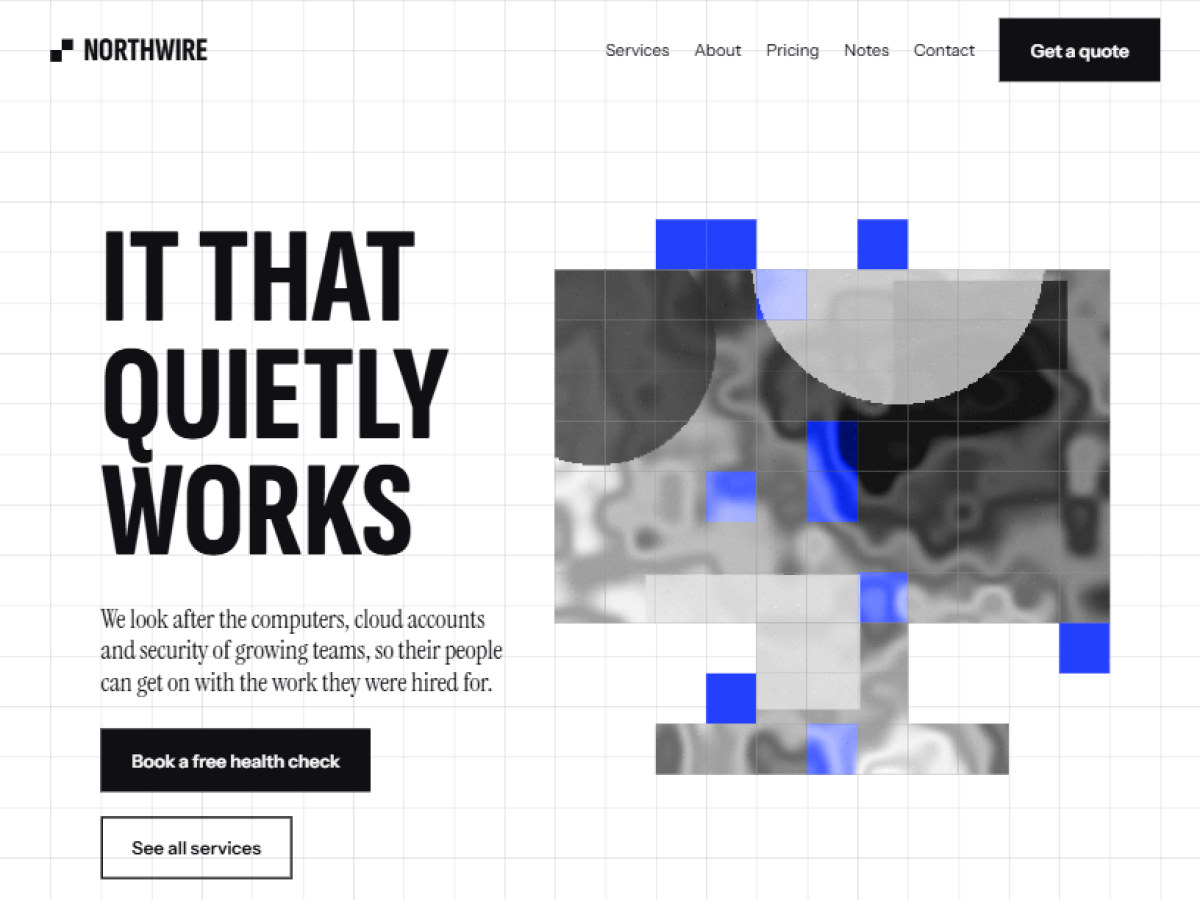 NORTHWIRE
Services About Pricing Notes Contact Get a quote
IT THAT
QUIETLY
WORKS
We look after the computers, cloud accounts
and security of growing teams, so their people
can get on with the work they were hired for.
Book a free health check
See all services